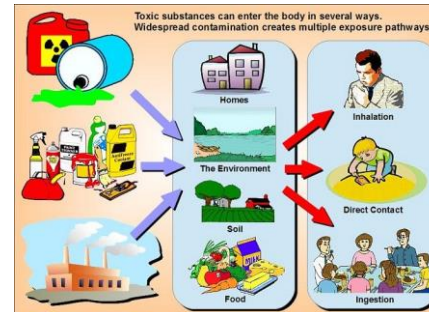 Toxic substances can enter the body in several ways.
Widespread contamination creates multiple exposure pathways
Homes
The Environment
Soil
Food
Inhalation
Direct Contact
Ingestion